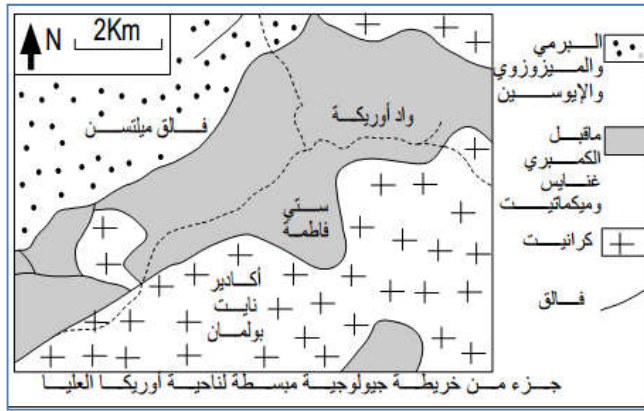 N
2Km
فالق ميلتسن
واد أوريكة
ستي
فاطمة
أكادير
نايت
بولمان
البرمي
والميزوزوي
والإيوسين
ماقبل
الكمبري
غنايس
وميكماتيت
كرانيت
فالق
جزء من خريطة جيولوجية مبسطة لناحية أوريكا العليا